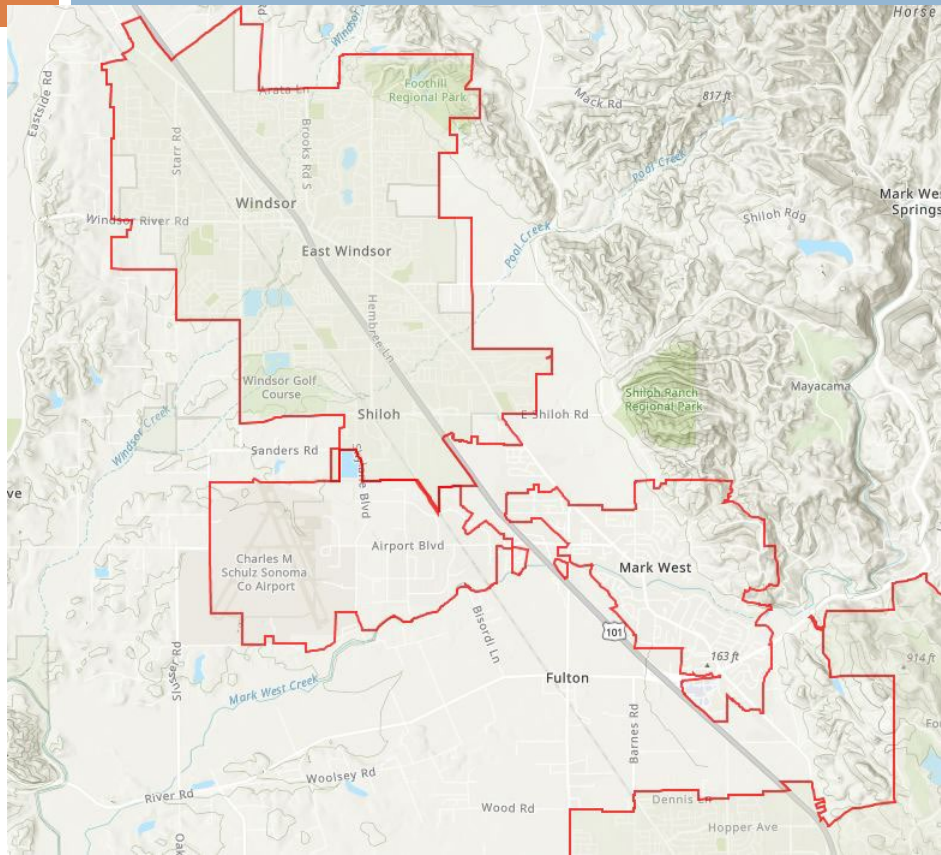 Horse
Windsor
Eastside Rd
Foothill
Regional Park
Arata Ln
Mack Rd
817 ft
Starr Rd
Brooks Rd S
Pool Creek
Mark West
Springs
Windsor
Shiloh Rdg
Windsor River Rd
East Windsor
Pool Creek
Hembree Ln
Windsor Golf
Course
Shiloh Ranch
Regional Park
Mayacama
Shiloh
E Shiloh Rd
Windsor Creek
Sanders Rd
Skylane Blvd
ve
Airport Blvd
Charles M
Schulz Sonoma
Co Airport
Mark West
Bisordi Ln
101
163 ft
914 ft
Slusser Rd
Fulton
Mark West Creek
Barnes Rd
Fo
Woolsey Rd
River Rd
Wood Rd
Dennis Ln
Hopper Ave
Oak